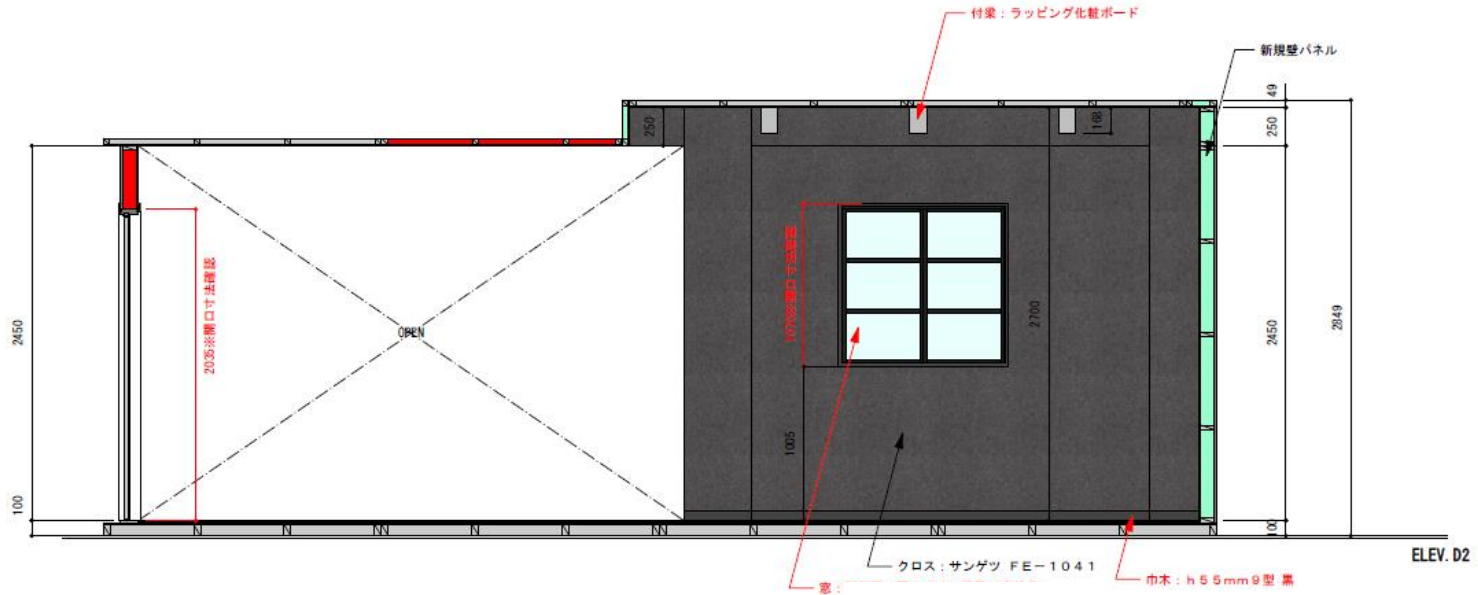 付梁：ラッピング化粧ボード
新規壁パネル
49
250
250
168
2450
2035※開口寸法確認
OPEN
1070※開口寸法確認
2700
2450
2849
1005
100
100
ELEV. D2
クロス：サンゲツ FE－1041
巾木：h55mm9型 黒
窓：